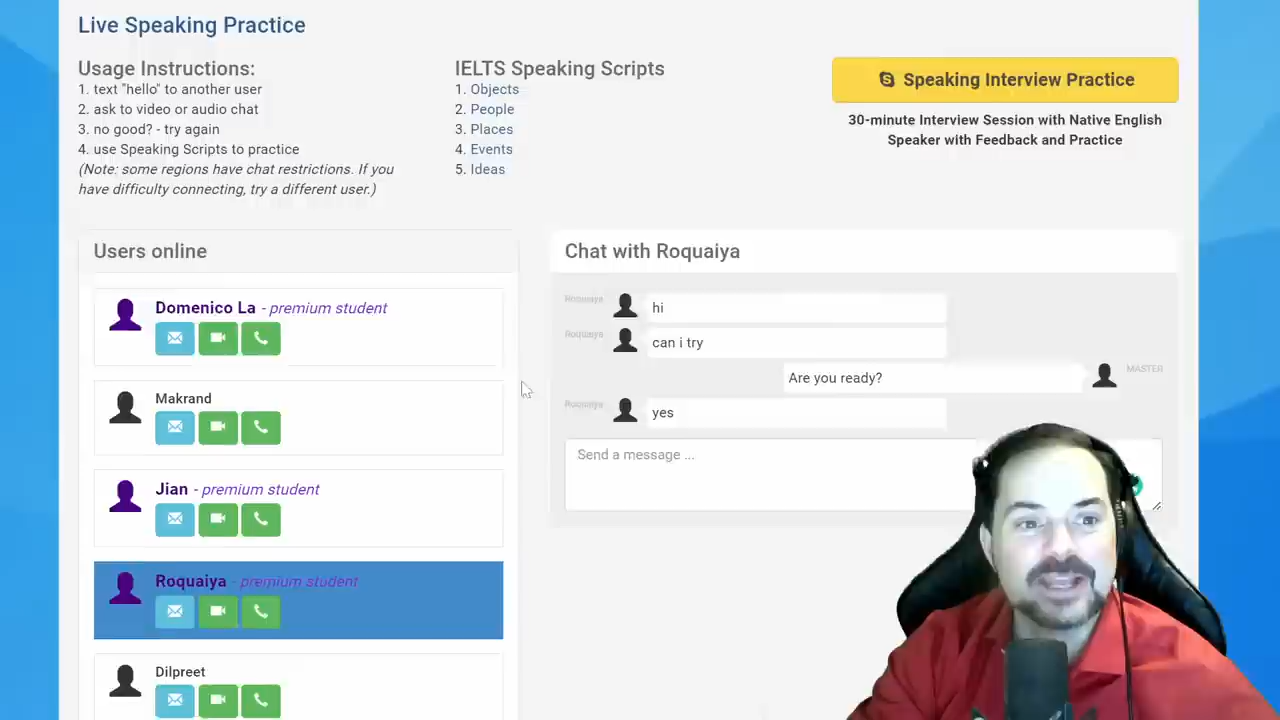 Live Speaking Practice
Usage Instructions:
1. text "hello" to another user
2. ask to video or audio chat
3. no good? - try again
4. use Speaking Scripts to practice
(Note: some regions have chat restrictions. If you
have difficulty connecting, try a different user.)
IELTS Speaking Scripts
1. Objects
2. People
3. Places
4. Events
5. Ideas
Speaking Interview Practice
30-minute Interview Session with Native English
Speaker with Feedback and Practice
Users online
Domenico La - premium student
Makrand
Jian - premium student
Roquaiya - premium student
Dilpreet
Chat with Roquaiya
Roquaiya
hi
Roquaiya
can i try
Are you ready?
MASTER
Roquaiya
yes
Send a message ...